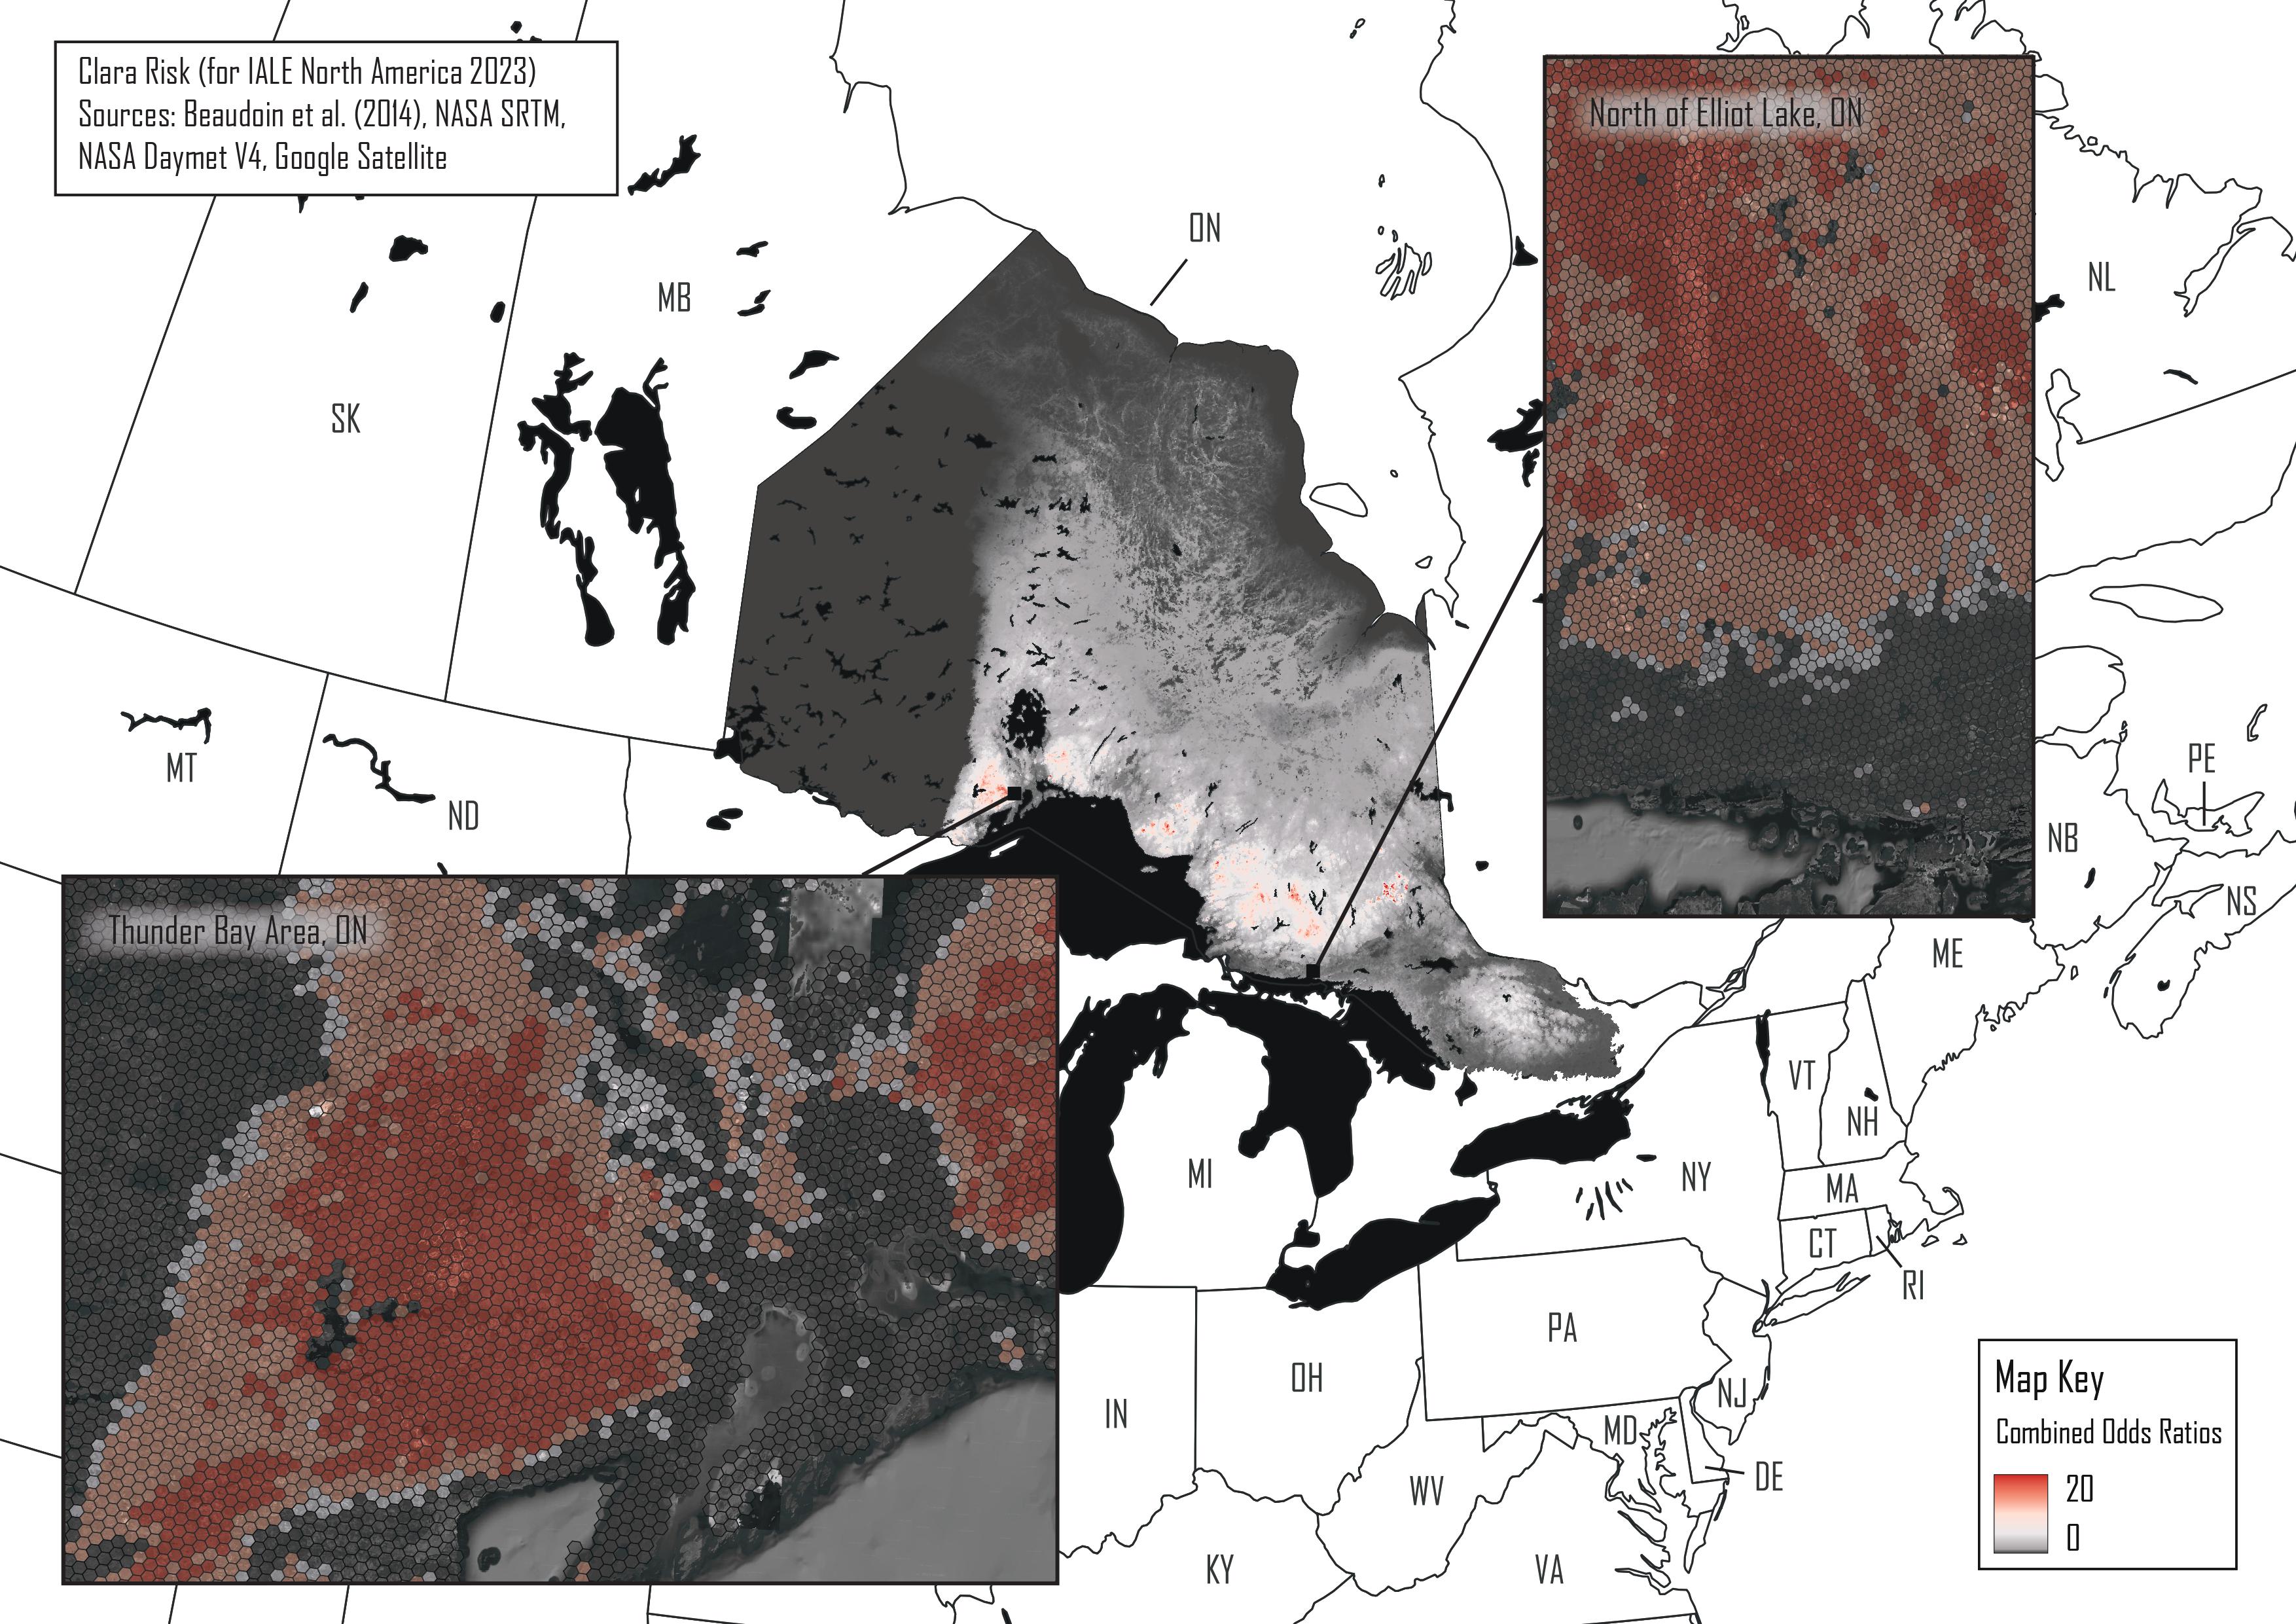 Clara Risk (for IALE North America 2023)
Sources: Beaudoin et al. (2014), NASA SRTM,
NASA Daymet V4, Google Satellite
North of Elliot Lake, ON
ON
NL
MB
SK
MT
ND
PE
NB
NS
ME
Thunder Bay Area, ON
VT
NH
MI
NY
MA
CT
RI
PA
OH
IN
NJ
MD
DE
WV
KY
VA
Map Key
Combined Odds Ratios
20
0